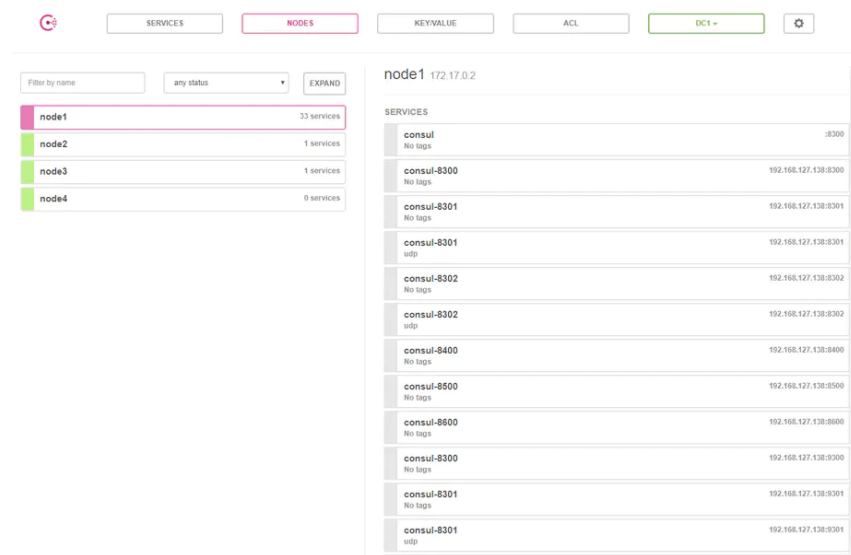 SERVICES
NODES
KEY/VALUE
ACL
DC1
Filter by name
any status
EXPAND
node1 33 services
node2 1 services
node3 1 services
node4 0 services
node1 172.17.0.2
SERVICES
consul :8300
No tags
consul-8300 192.168.127.138:8300
No tags
consul-8301 192.168.127.138:8301
No tags
consul-8301 192.168.127.138:8301
udp
consul-8302 192.168.127.138:8302
No tags
consul-8302 192.168.127.138:8302
udp
consul-8400 192.168.127.138:8400
No tags
consul-8500 192.168.127.138:8500
No tags
consul-8600 192.168.127.138:8600
No tags
consul-8300 192.168.127.138:9300
No tags
consul-8301 192.168.127.138:9301
No tags
consul-8301 192.168.127.138:9301
udp